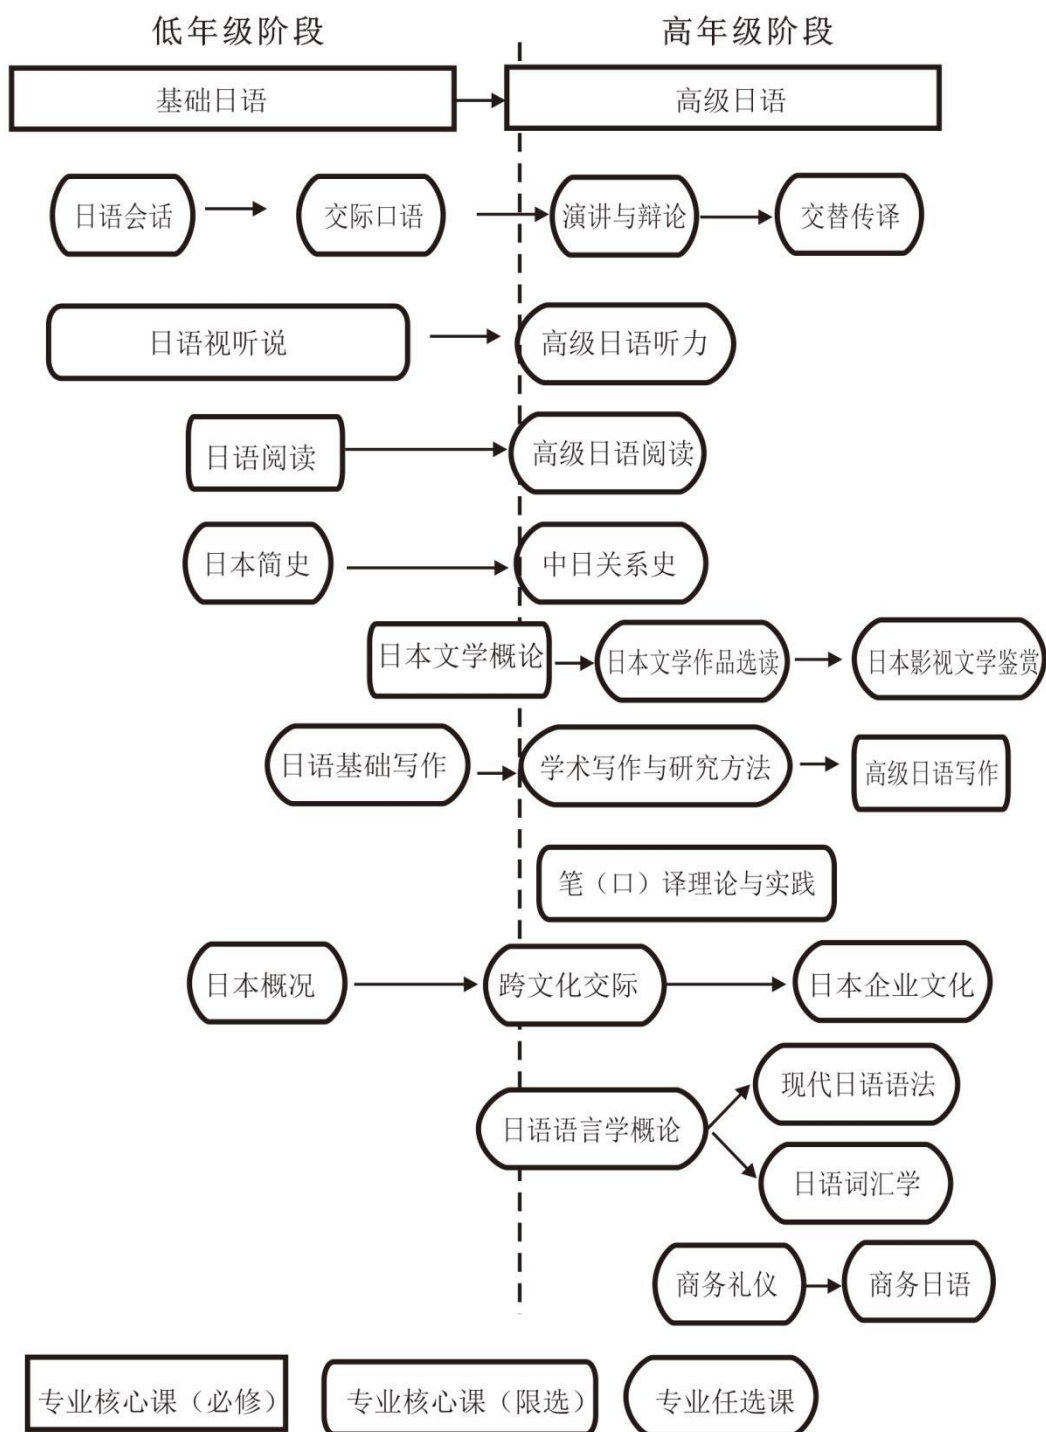 低年级阶段
高年级阶段
基础日语
高级日语
日语会话
交际口语
演讲与辩论
交替传译
日语视听说
高级日语听力
日语阅读
高级日语阅读
日本简史
中日关系史
日本文学概论
日本文学作品选读
日本影视文学鉴赏
日语基础写作
学术写作与研究方法
高级日语写作
笔（口）译理论与实践
日本概况
跨文化交际
日本企业文化
现代日语语法
日语语言学概论
日语词汇学
商务礼仪
商务日语
专业核心课（必修）
专业核心课（限选）
专业任选课